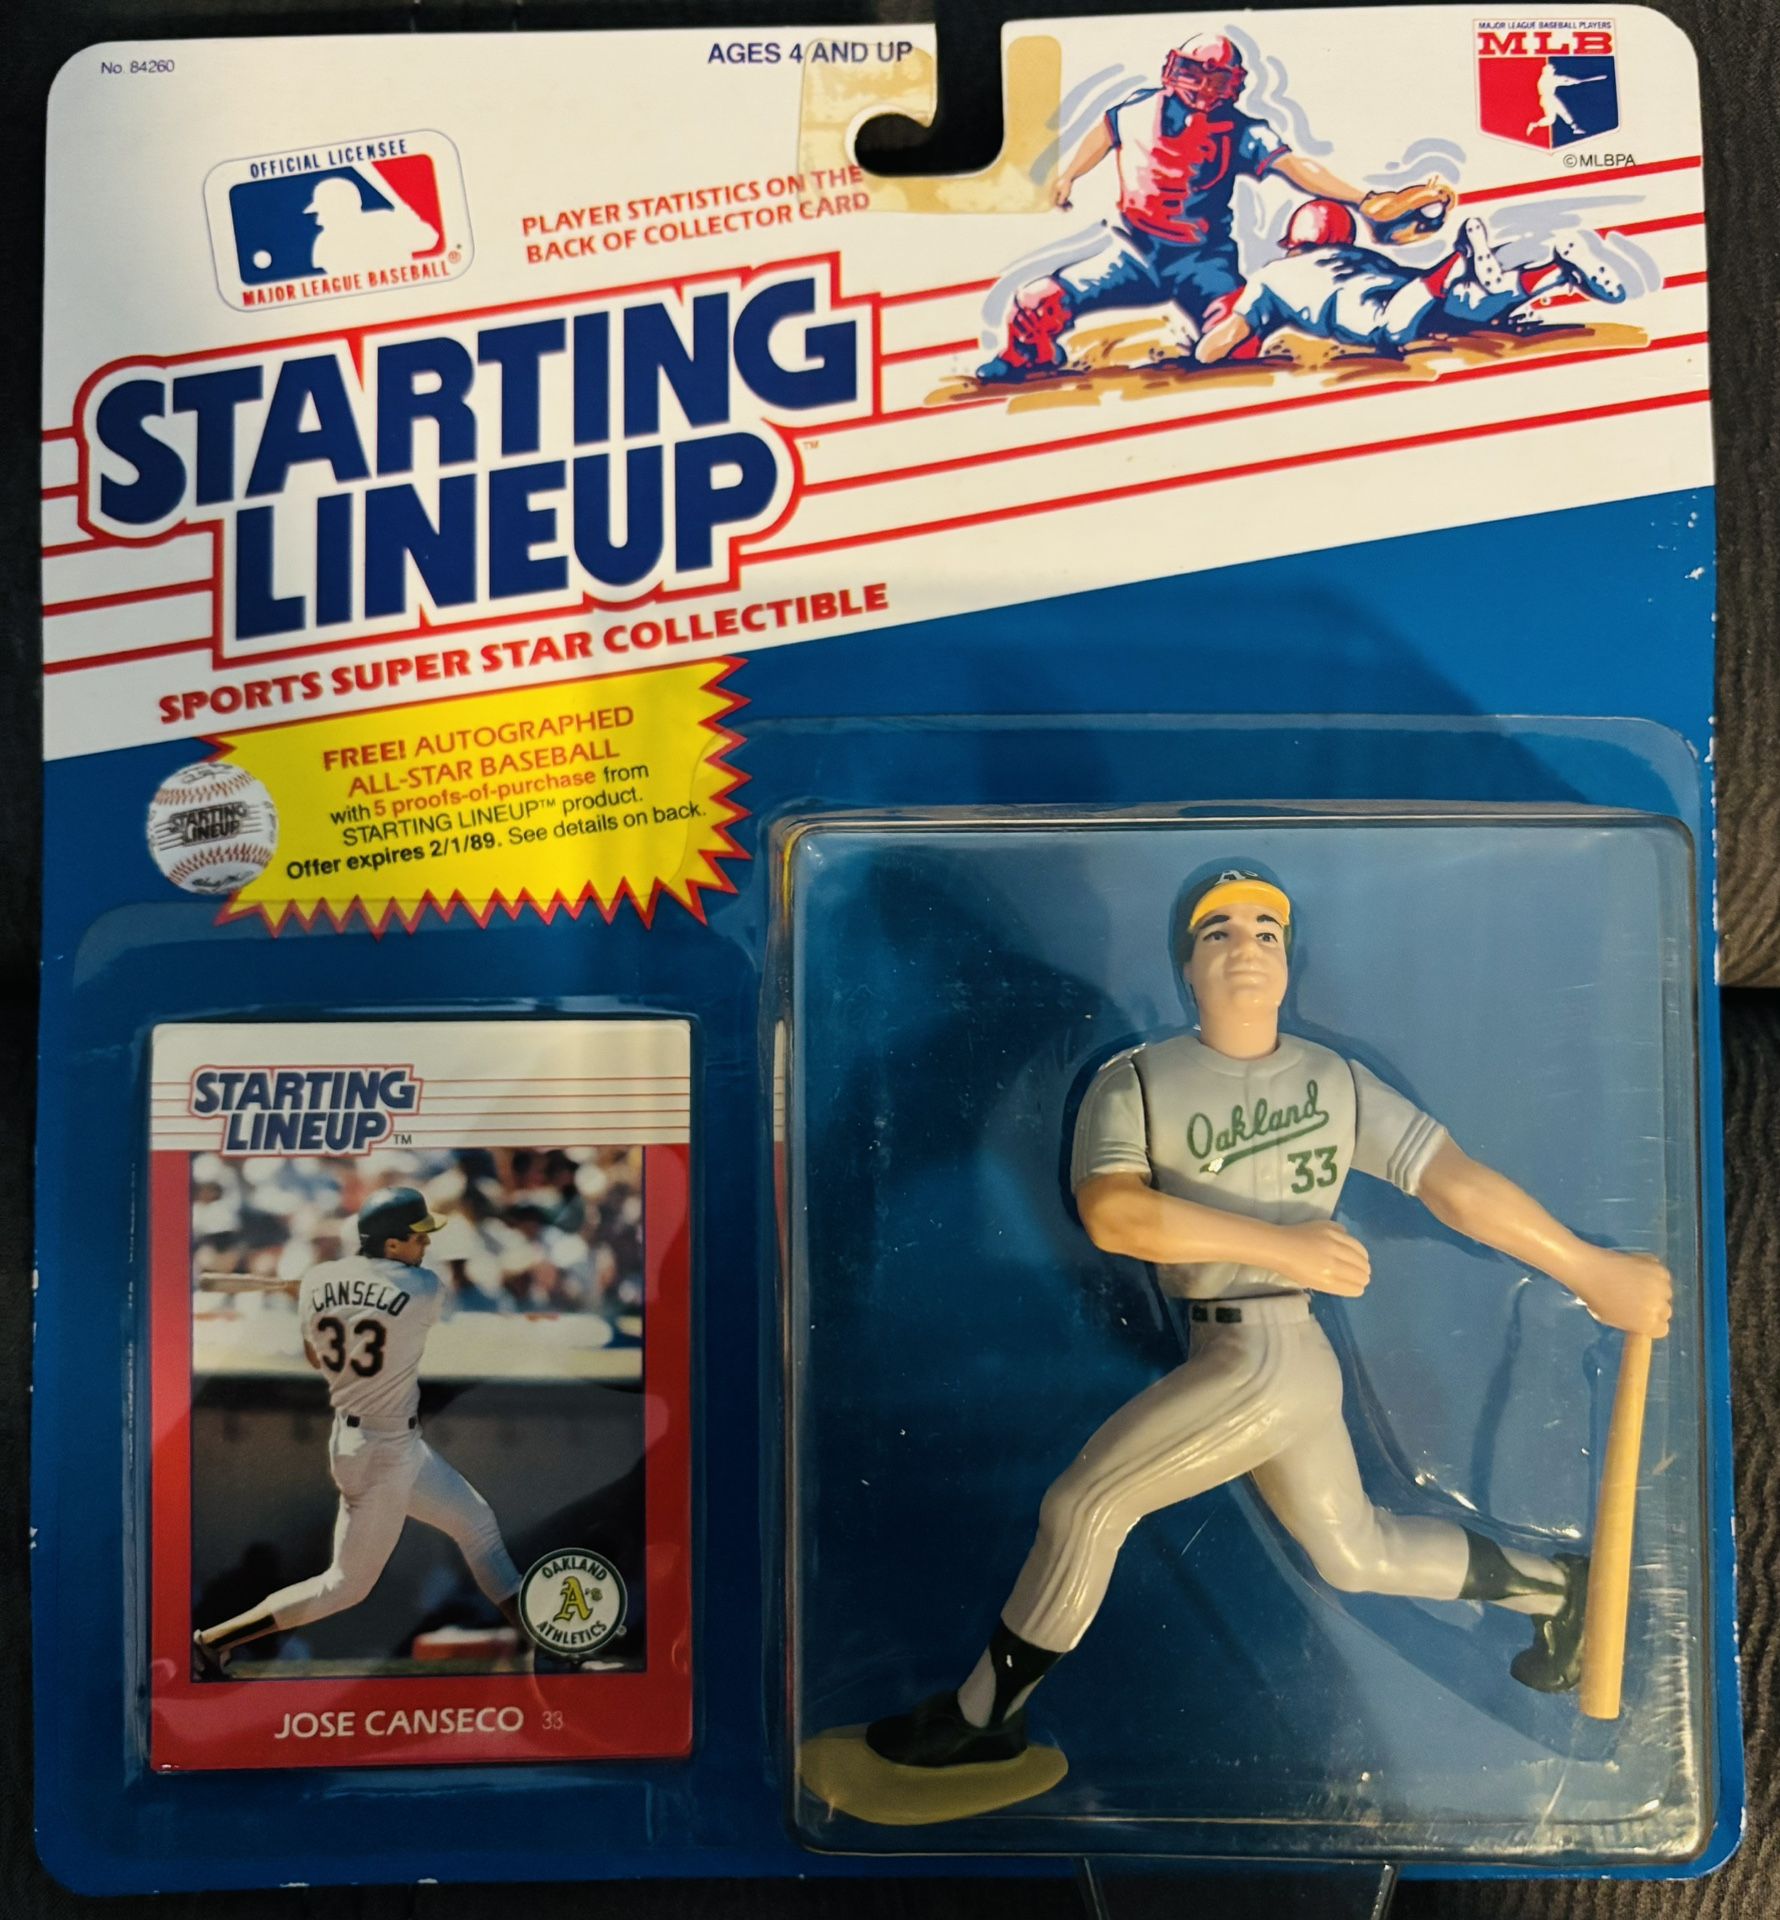 No. 84260
AGES 4 AND UP
MAJOR LEAGUE BASEBALL PLAYERS
MLB
©MLBPA
OFFICIAL LICENSEE
MAJOR LEAGUE BASEBALL®
PLAYER STATISTICS ON THE
BACK OF COLLECTOR CARD
STARTING
LINEUP™
SPORTS SUPER STAR COLLECTIBLE
FREE! AUTOGRAPHED
ALL-STAR BASEBALL
with 5 proofs-of-purchase from
STARTING LINEUP™ product.
Offer expires 2/1/89. See details on back.
STARTING
LINEUP
A's
Oakland
33
STARTING
LINEUP™
CANSECO
33
OAKLAND
A's
ATHLETICS®
JOSE CANSECO 33